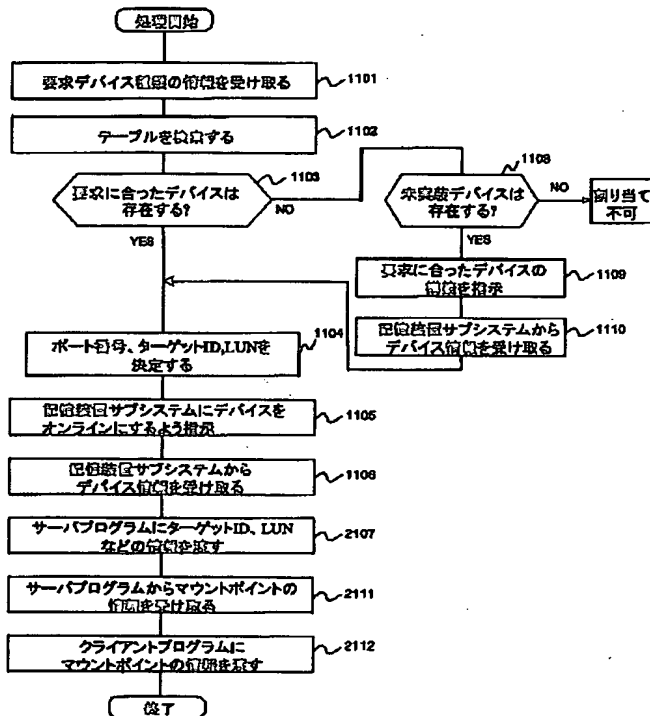 処理開始
要求デバイス種類の情報を受け取る
1101
テーブルを検索する
1102
要求に合ったデバイスは
存在する?
1103
NO
YES
未実装デバイスは
存在する?
1108
NO
YES
割り当て
不可
要求に合ったデバイスの
を指示
1109
記憶装置サブシステムから
デバイス情報を受け取る
1110
ポート番号、ターゲットID,LUNを
決定する
1104
記憶装置サブシステムにデバイスを
オンラインにするよう指示
1105
記憶装置サブシステムから
デバイス情報を受け取る
1106
サーバプログラムにターゲットID、LUN
などの情報を渡す
2107
サーバプログラムからマウントポイントの
情報を受け取る
2111
クライアントプログラムに
マウントポイントの情報を渡す
2112
終了